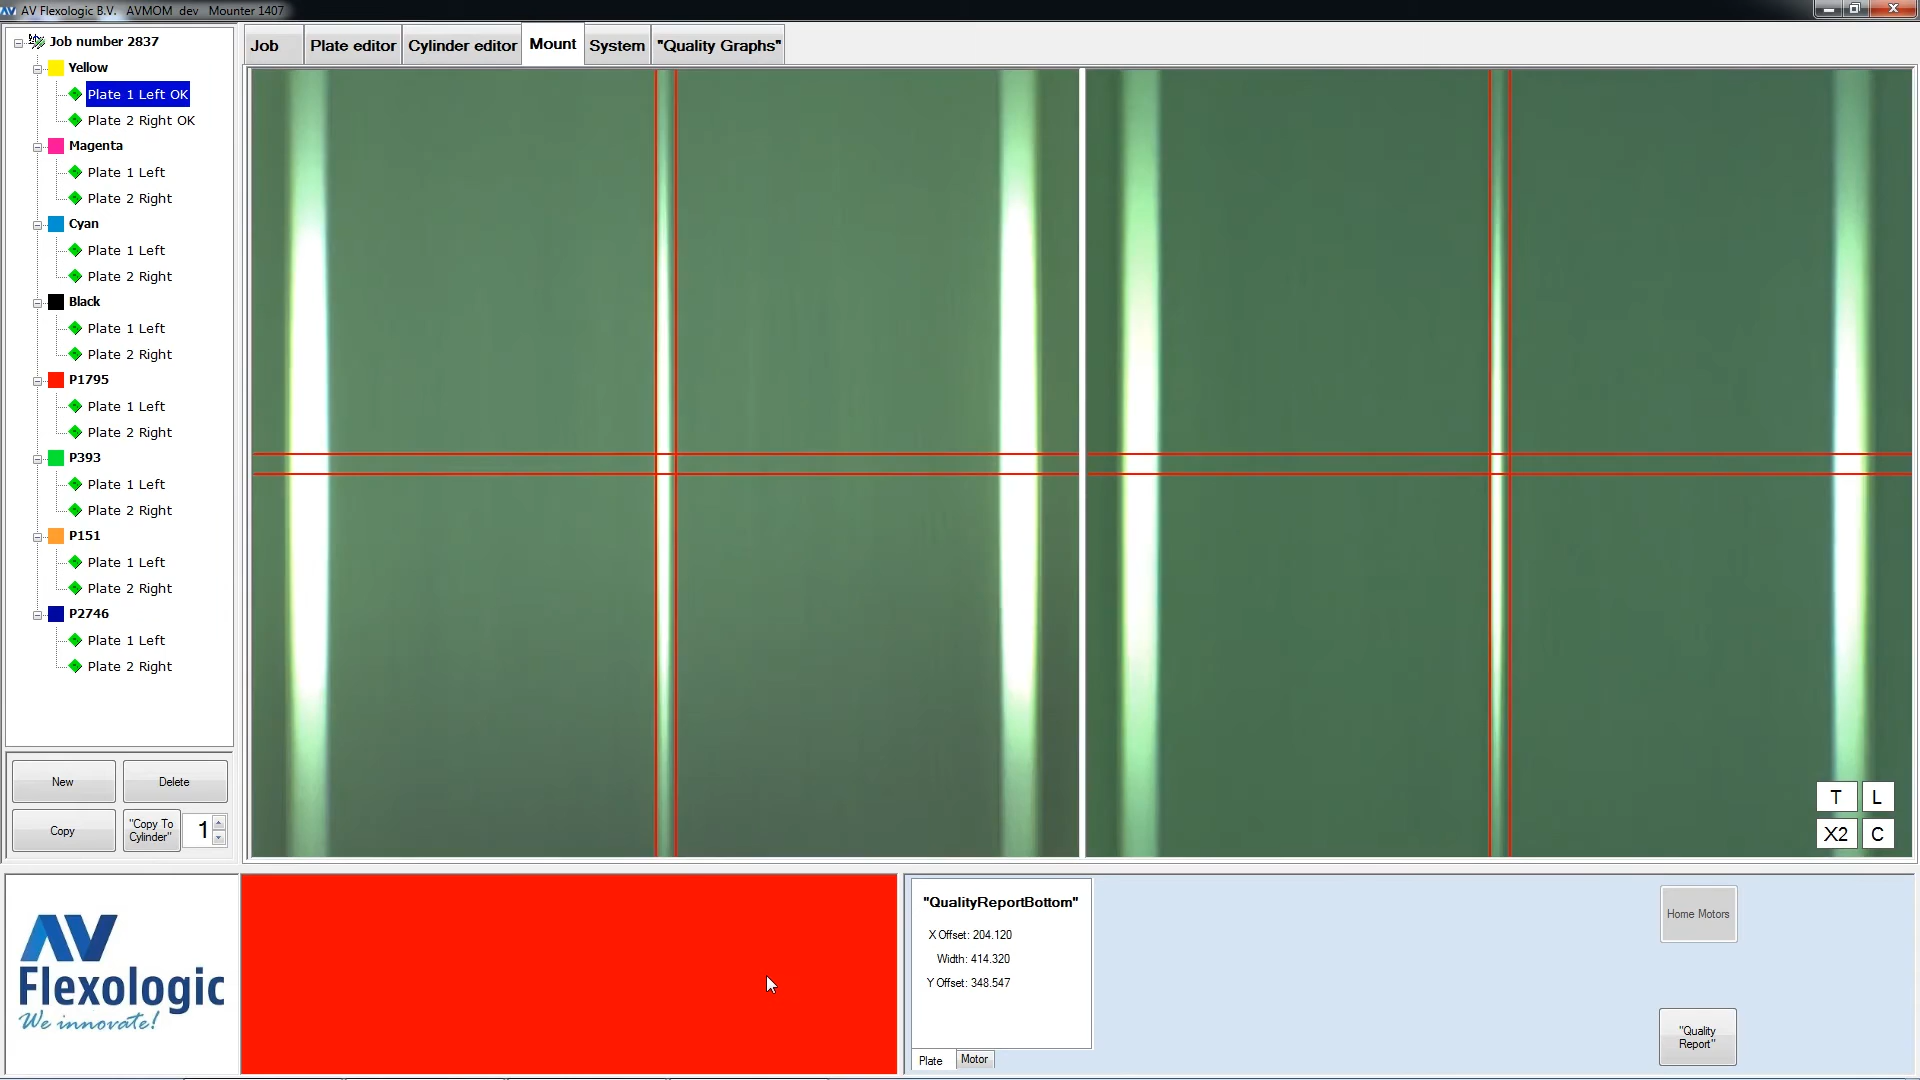 AV Flexologic B.V. AVMOM dev Mounter 1407
Job number 2837
Yellow
Plate 1 Left OK
Plate 2 Right OK
Magenta
Plate 1 Left
Plate 2 Right
Cyan
Plate 1 Left
Plate 2 Right
Black
Plate 1 Left
Plate 2 Right
P1795
Plate 1 Left
Plate 2 Right
P393
Plate 1 Left
Plate 2 Right
P151
Plate 1 Left
Plate 2 Right
P2746
Plate 1 Left
Plate 2 Right
New
Delete
Copy
"Copy To
Cylinder"
1
Job
Plate editor
Cylinder editor
Mount
System
"Quality Graphs"
T
L
X2
C
AV
Flexologic
We innovate!
"QualityReportBottom"
X Offset: 204.120
Width: 414.320
Y Offset: 348.547
Plate
Motor
Home Motors
"Quality
Report"